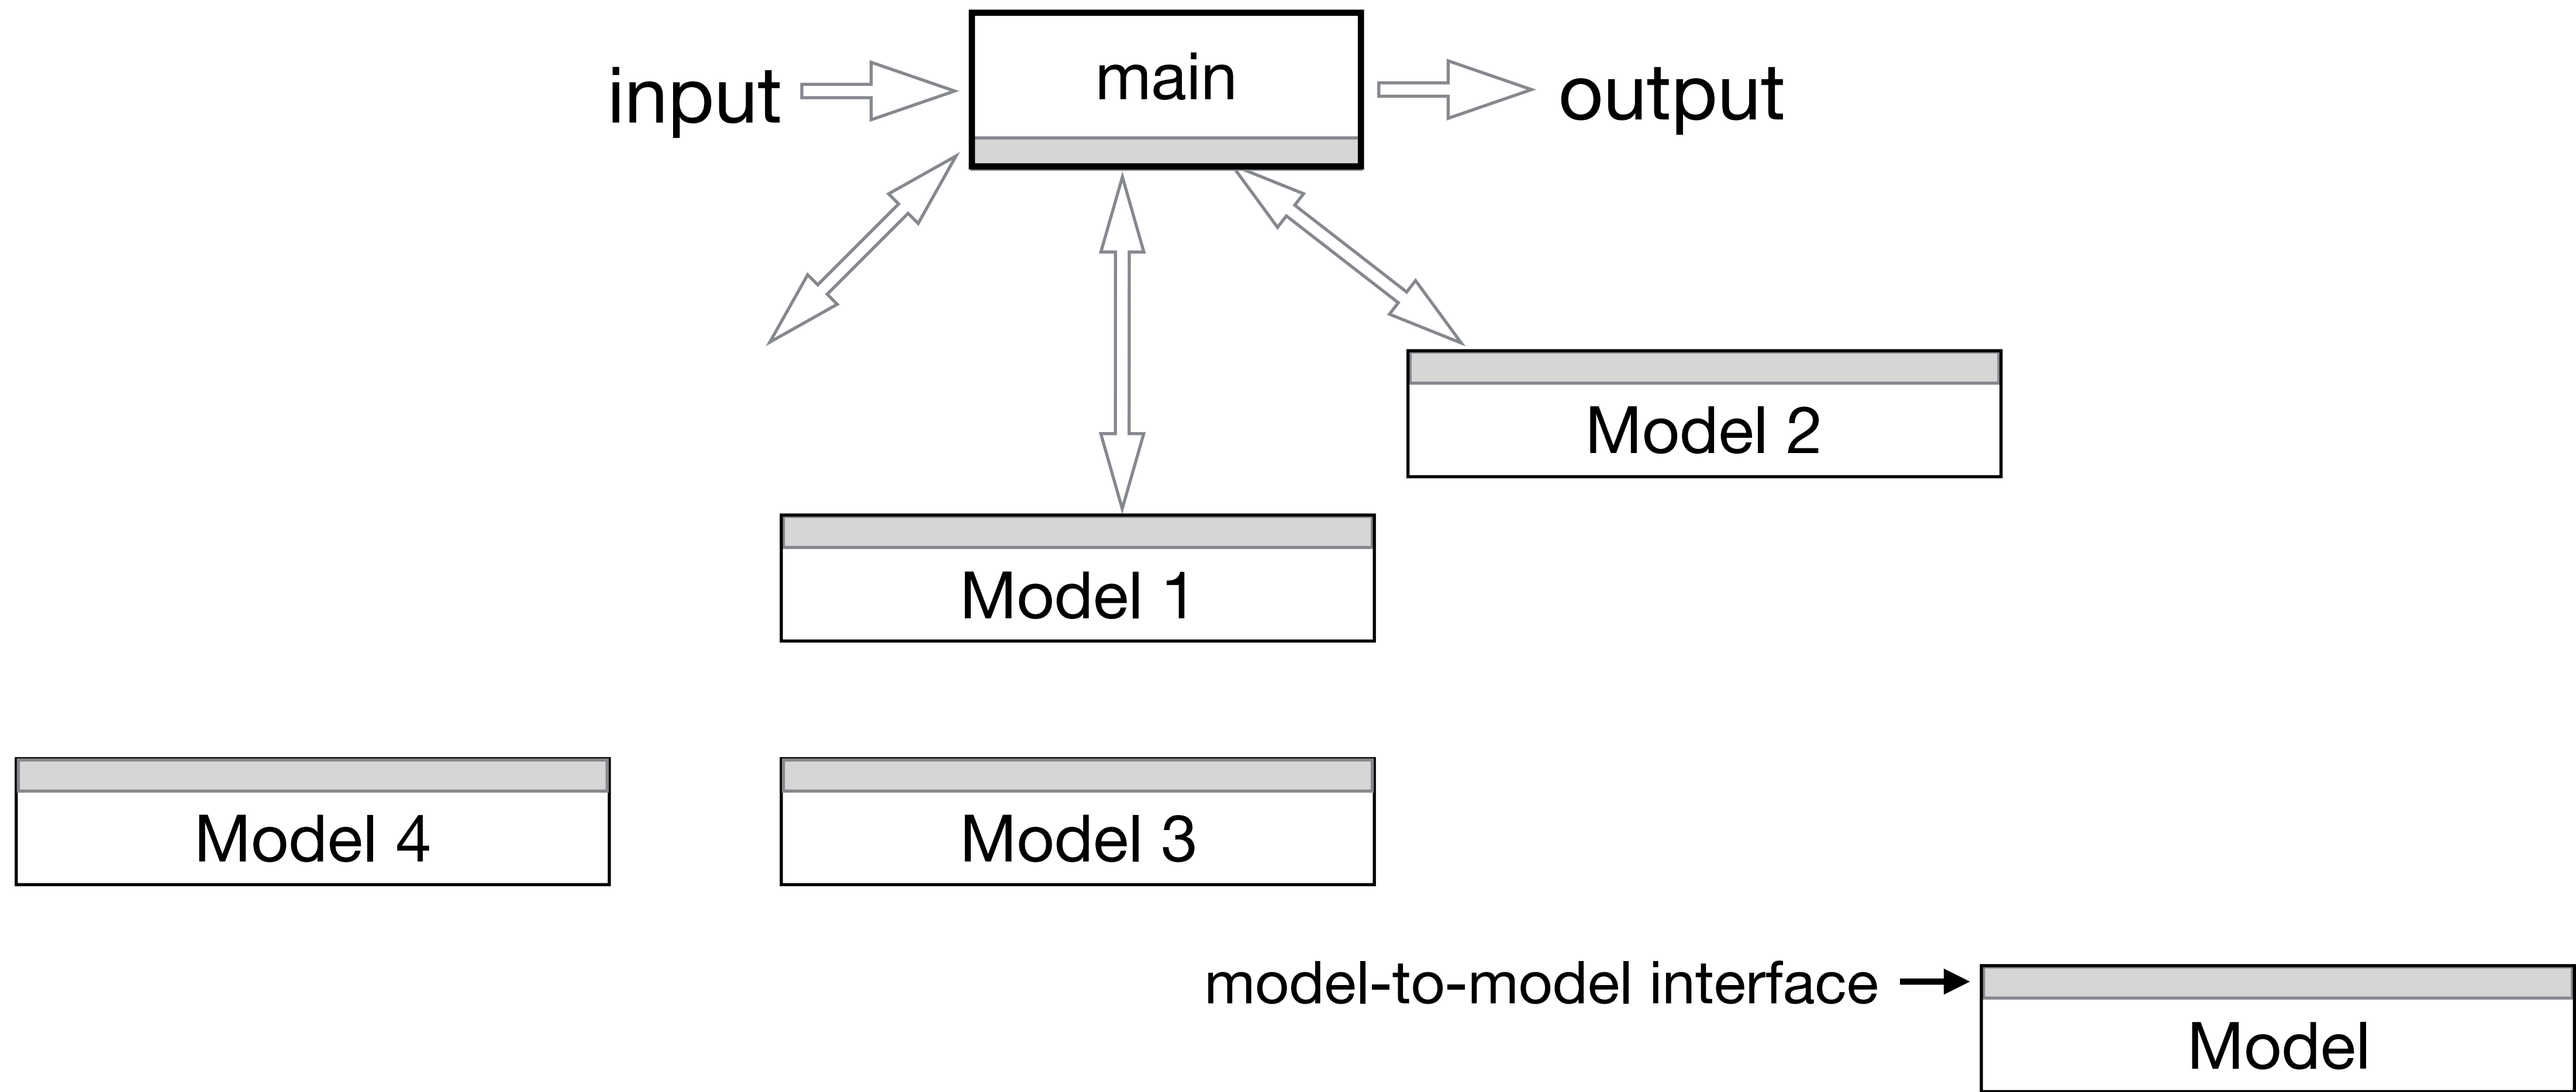 input
main
output
Model 2
Model 1
Model 4
Model 3
model-to-model interface
Model